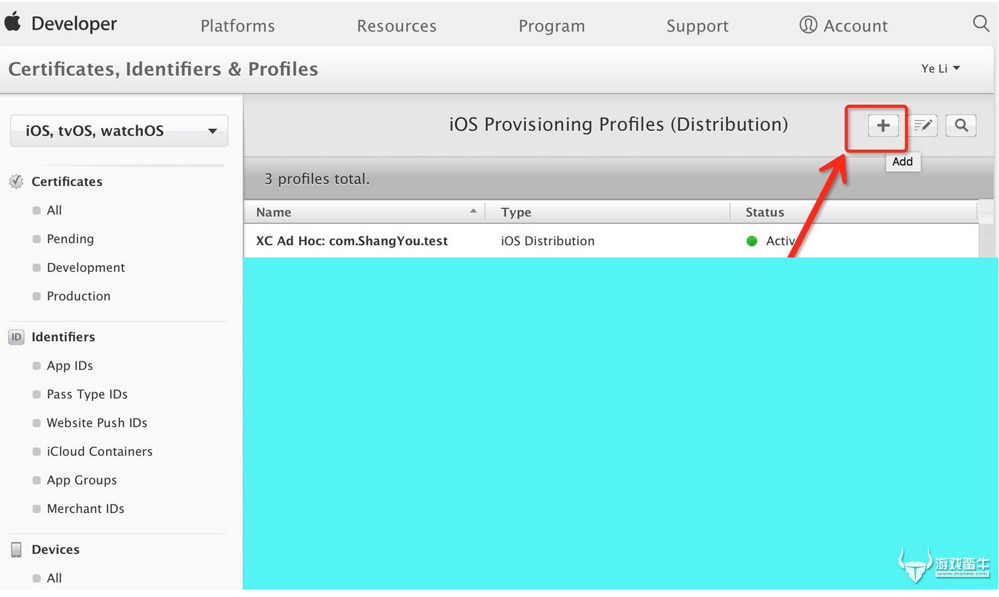 Developer
Platforms
Resources
Program
Support
Account
Certificates, Identifiers & Profiles
Ye Li
iOS, tvOS, watchOS
Certificates
All
Pending
Development
Production
ID
Identifiers
App IDs
Pass Type IDs
Website Push IDs
iCloud Containers
App Groups
Merchant IDs
Devices
All
iOS Provisioning Profiles (Distribution)
Add
3 profiles total.
Name
Type
Status
XC Ad Hoc: com.ShangYou.test
iOS Distribution
Activ
游戏蛮牛
www.manew.com